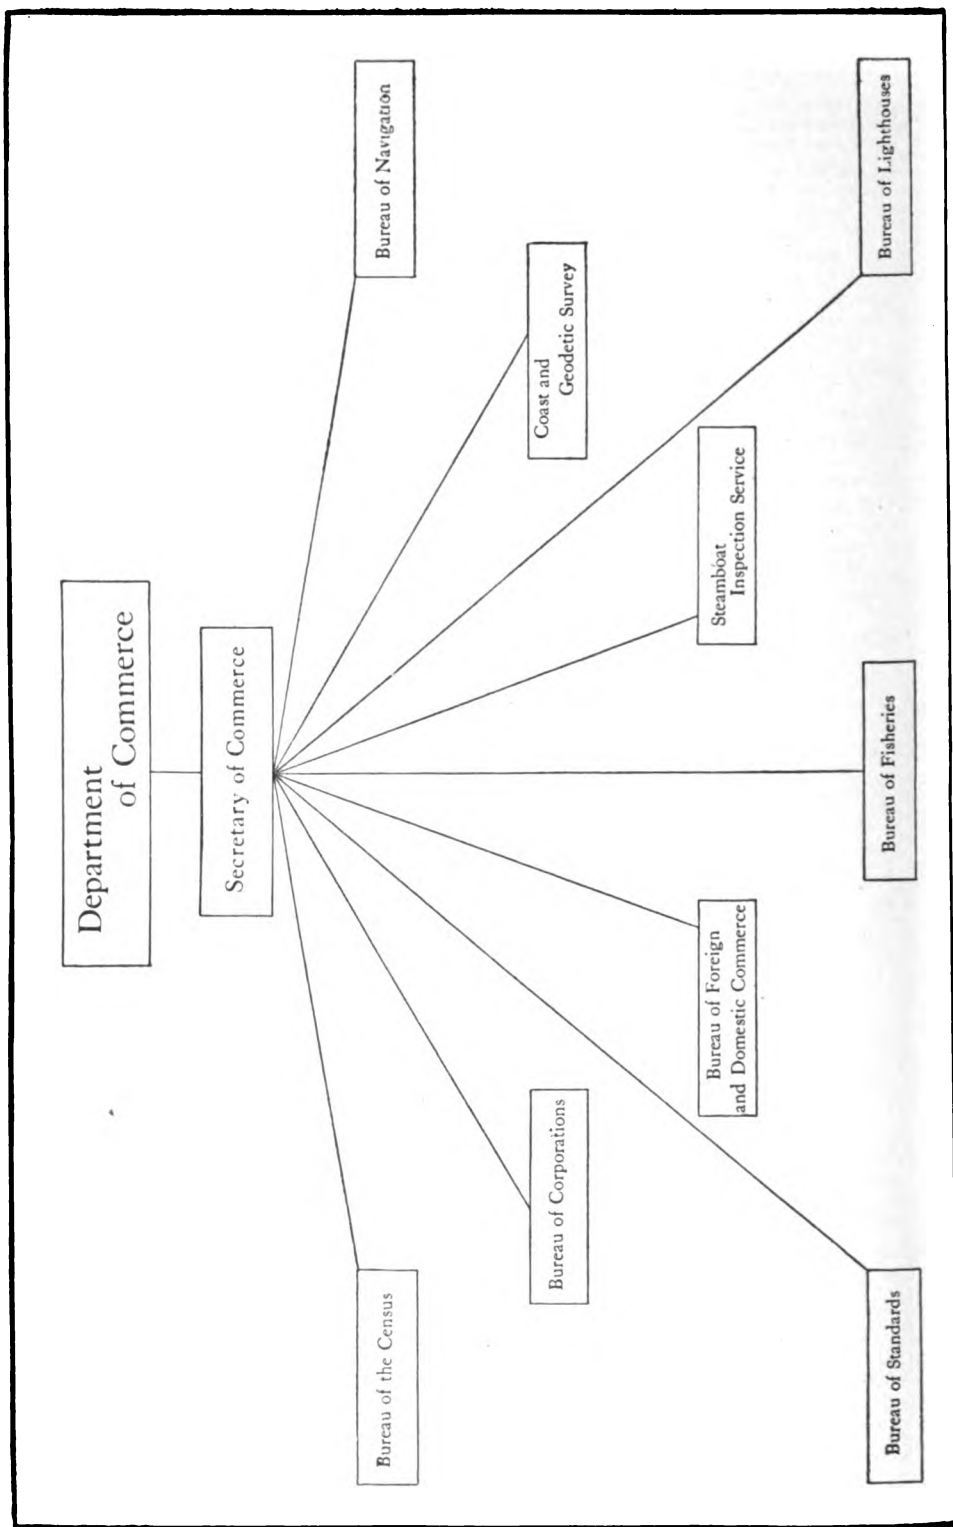 Department
of Commerce
Secretary of Commerce
Bureau of the Census
Bureau of Navigation
Bureau of Corporations
Coast and
Geodetic Survey
Bureau of Foreign
and Domestic Commerce
Steamboat
Inspection Service
Bureau of Standards
Bureau of Fisheries
Bureau of Lighthouses